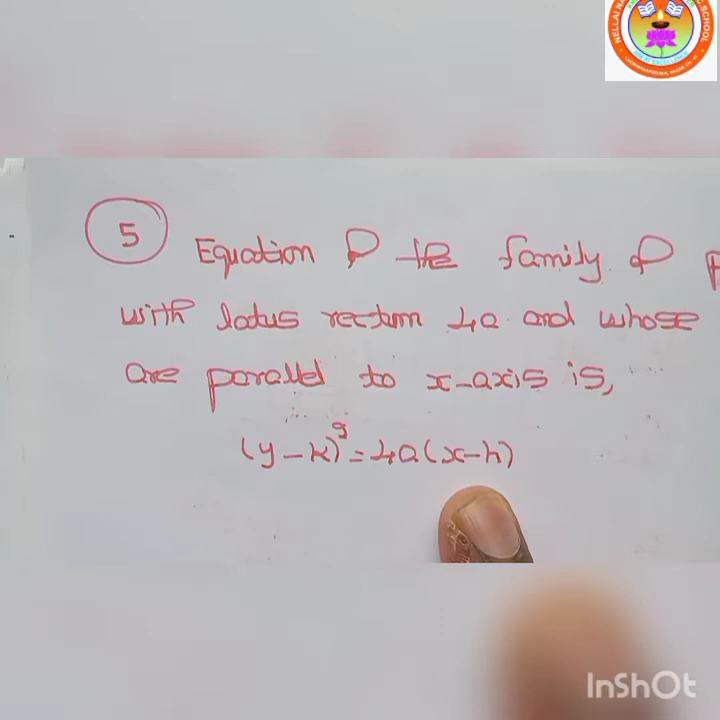 5
Equation of the family of P
with latus rectum 4a and whose
are parallel to x-axis is,
(y-k)²=4a(x-h)
InShOt